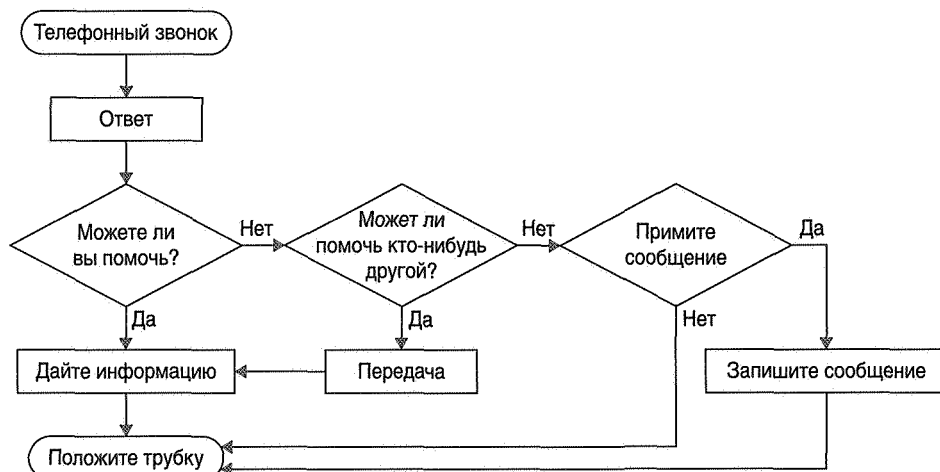 Телефонный звонок
Ответ
Можете ли
вы помочь?
Нет
Может ли
помочь кто-нибудь
другой?
Нет
Примите
сообщение
Да
Да
Да
Нет
Дайте информацию
Передача
Запишите сообщение
Положите трубку